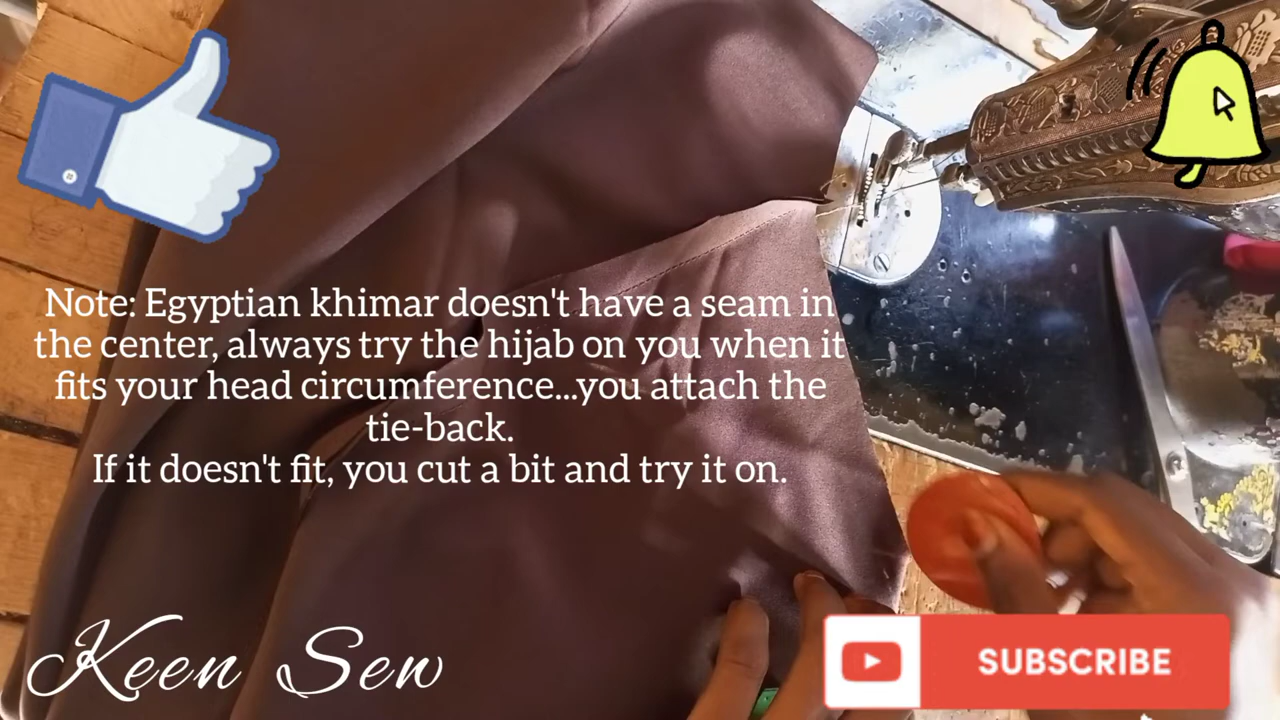 Note: Egyptian khimar doesn't have a seam in
the center, always try the hijab on you when it
fits your head circumference...you attach the
tie-back.
If it doesn't fit, you cut a bit and try it on.
Keen Sew
SUBSCRIBE